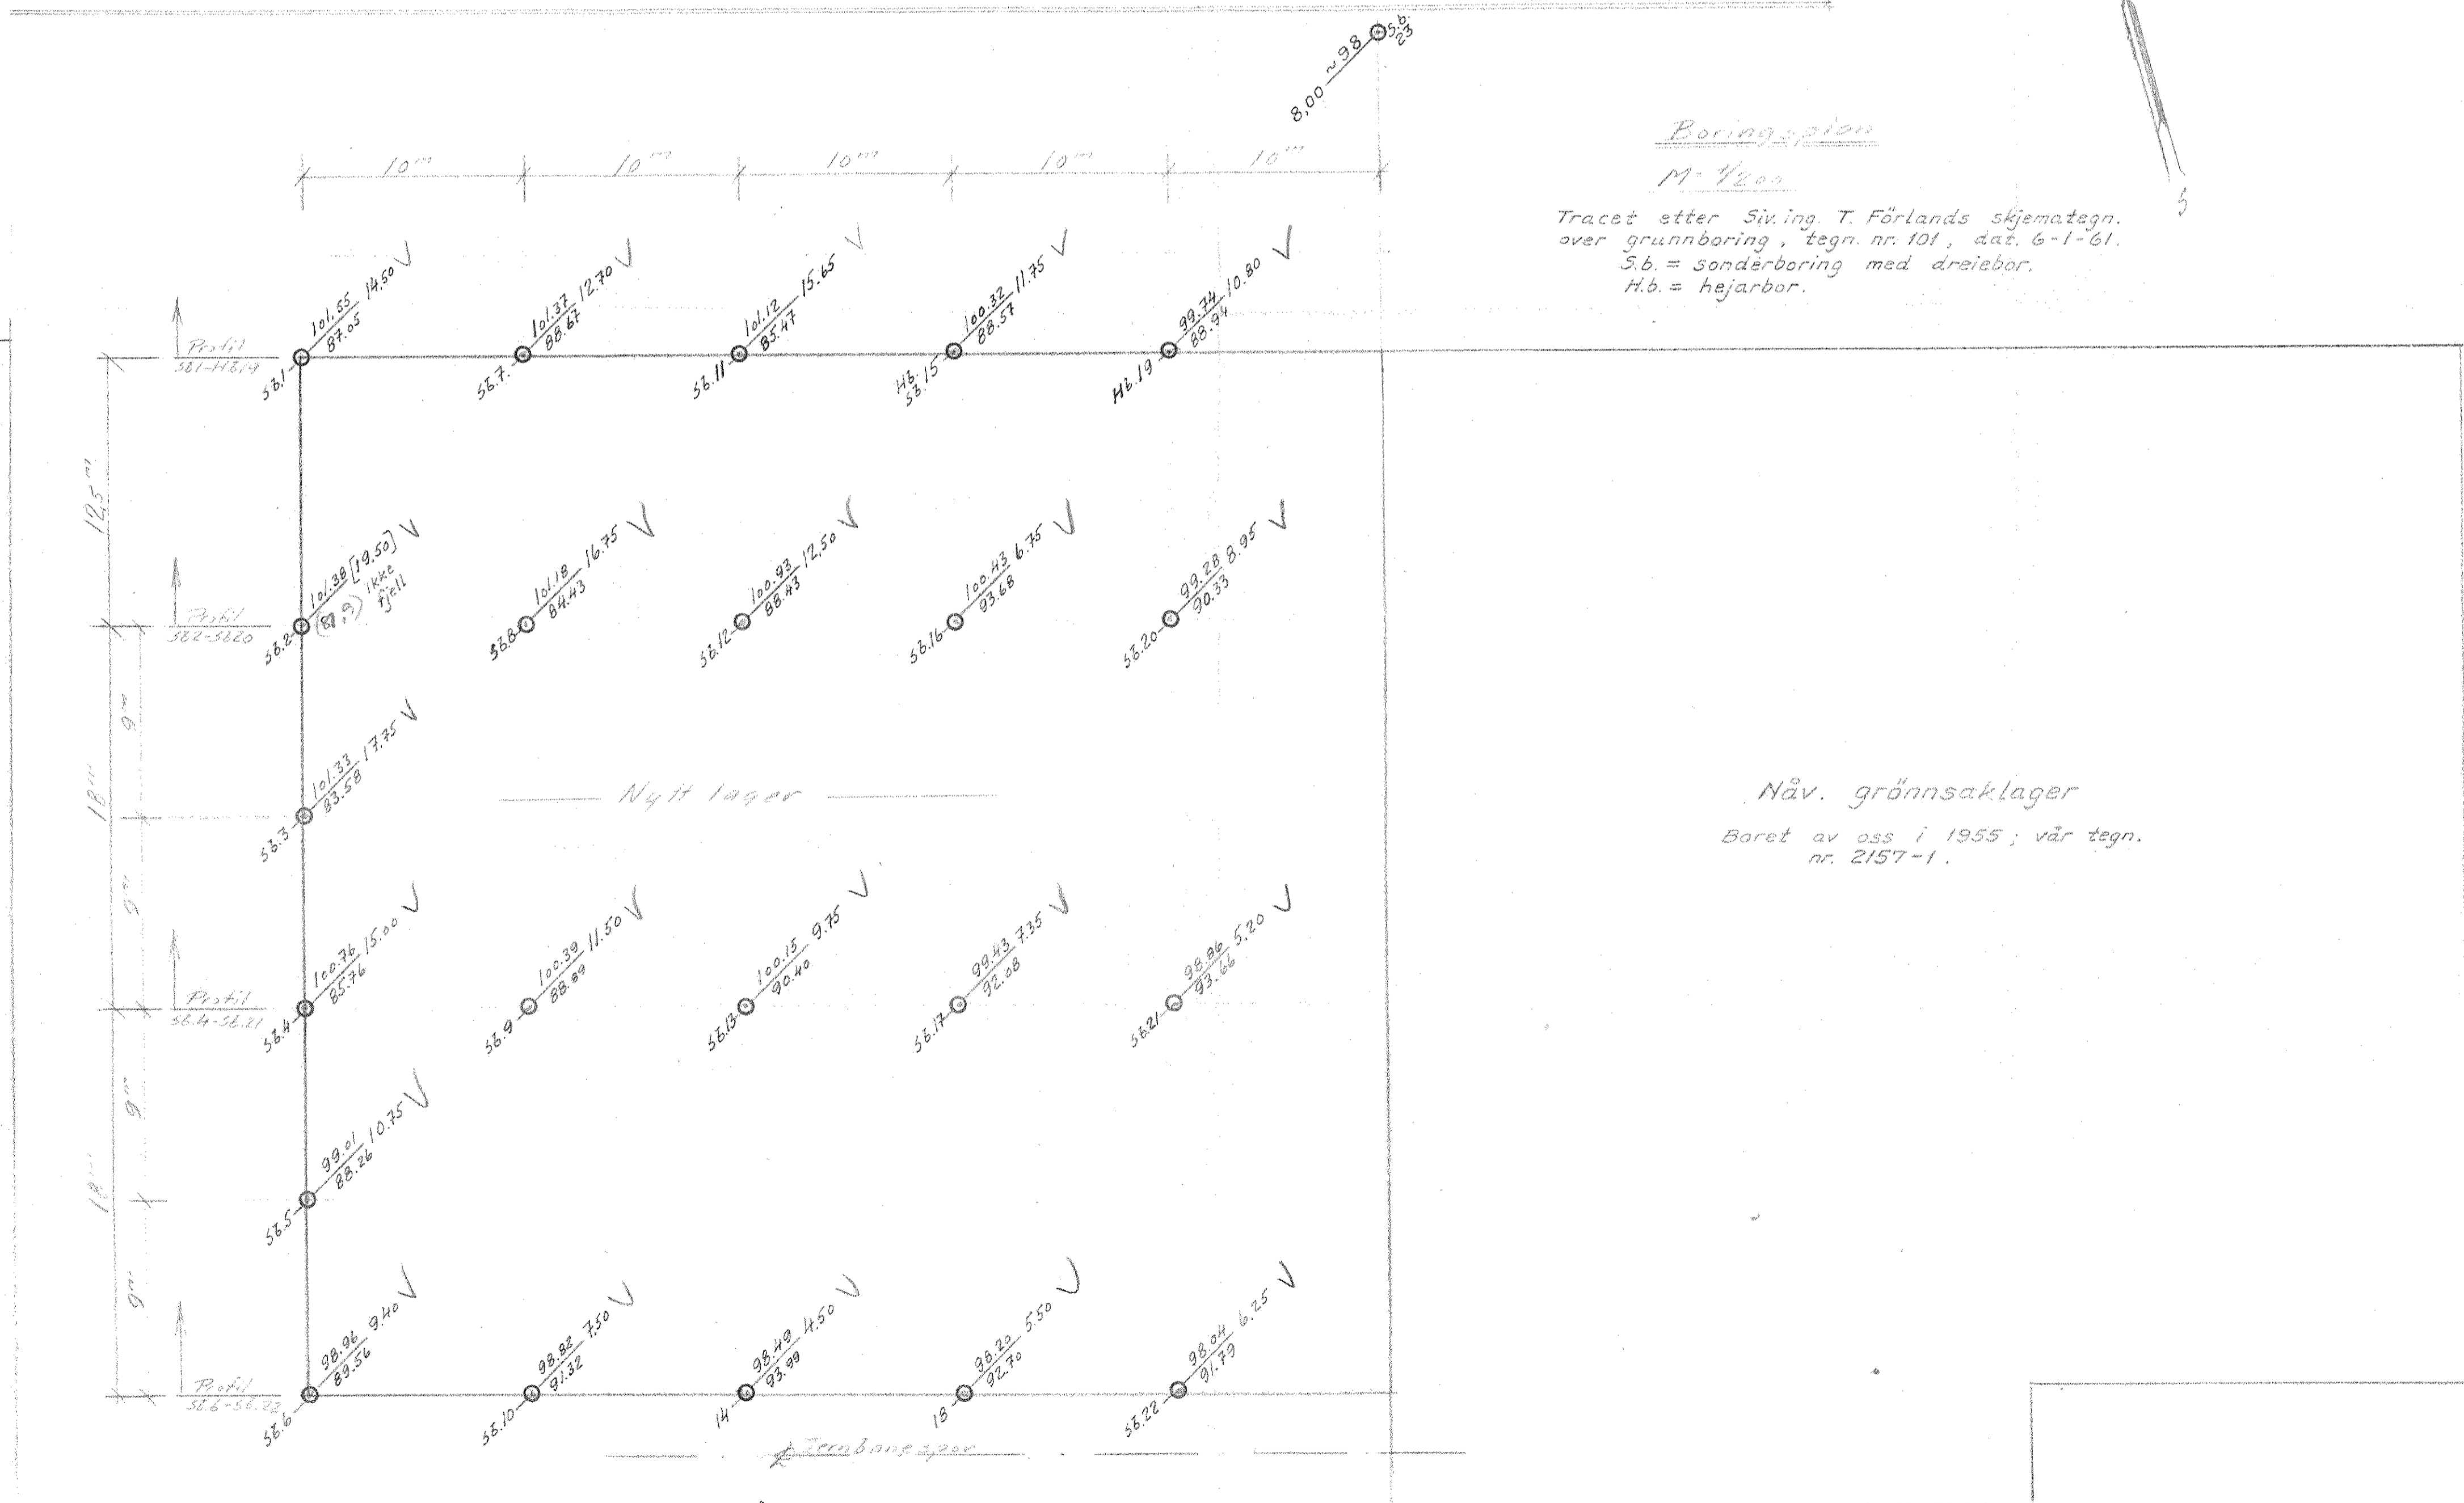 S.b.
23
~98
8,00
Boringsplan
M= 1/200
Tracet etter Siv.ing. T. Förlands skjemategn.
over grunnboring, tegn. nr. 101, dat. 6-1-61.
S.b. = sonderboring med dreiebor.
H.b. = hejarbor.
10 m
10 m
10 m
10 m
10 m
Profil
Sb1-Hb19
101.55 14.50
87.05
Sb.1
101.37 12.70
88.67
Sb.7.
101.12 15.65
85.47
Sb.11
100.32 11.75
88.57
Hb.
Sb.15
99.74 10.80
88.94
Hb.19
12,5 m
Profil
Sb2-Sb20
101.38 [19.50]
(81,9) ikke
fjell
Sb.2
101.18 16.75
84.43
Sb.8
100.93 12,50
88.43
Sb.12
100.43 6.75
93.68
Sb.16
99.28 8.95
90.33
Sb.20
9 m
18 m
101.33 17.75
83.58
Sb.3
Nytt lager
Nåv. grönnsaklager
Boret av oss i 1955; vår tegn.
nr. 2157-1.
9 m
Profil
Sb.4-Sb.21
100.76 15.00
85.76
Sb.4
100.39 11.50
88.89
Sb.9
100.15 9.75
90.40
Sb.13
99.43 7.35
92.08
Sb.17
98.86 5.20
93.66
Sb.21
9 m
18
99.01 10.75
88.26
Sb.5
9 m
Profil
Sb.6-Sb.22
98.96 9.40
89.56
Sb.6
98.82 7.50
91.32
Sb.10
98.49 4.50
93.99
14
98.20 5.50
92.70
18
98.04 6.25
91.79
Sb.22
Jernbanespor